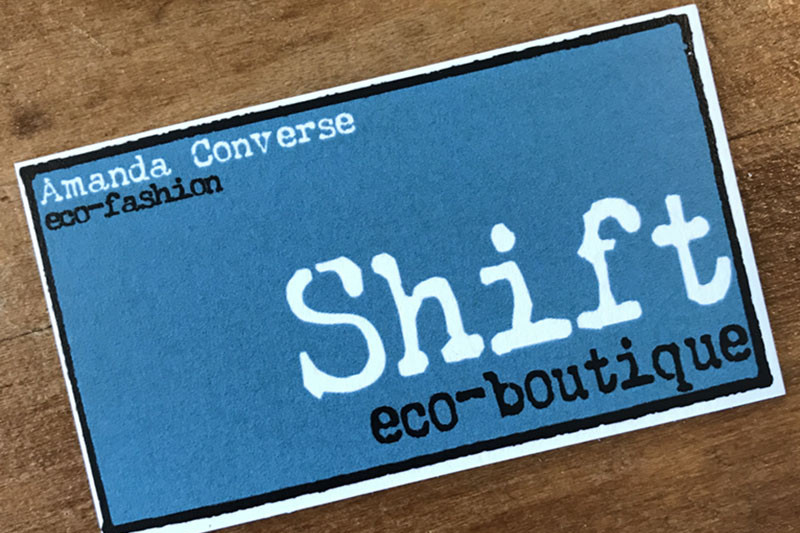 Amanda Converse
eco-fashion
Shift
eco-boutique